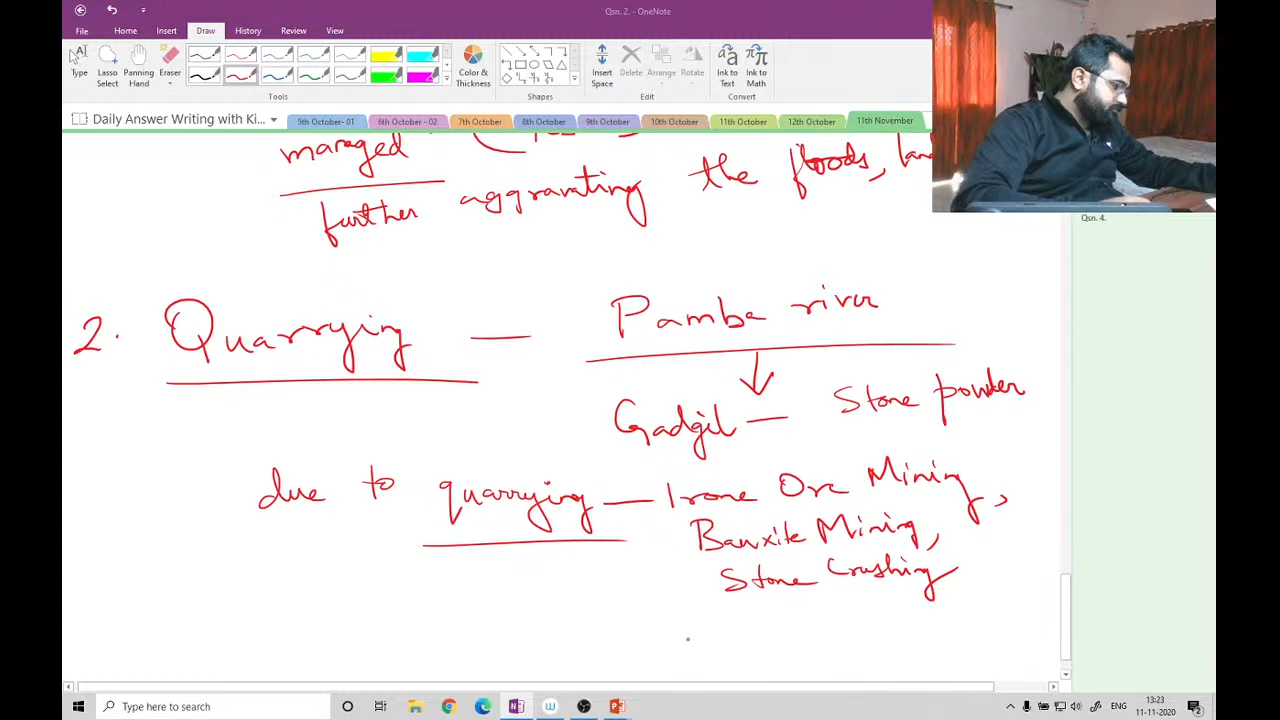 Qsn. 2. - OneNote
File Home Insert Draw History Review View
Type
Lasso Select
Panning Hand
Eraser
Color & Thickness
Insert Space
Delete
Arrange
Rotate
Ink to Text
Ink to Math
Tools
Shapes
Edit
Convert
Daily Answer Writing with Ki...
5th October- 01
6th October - 02
7th October
8th October
9th October
10th October
11th October
12th October
11th November
Qsn. 4.
managed
further aggravating the floods,
2. Quarrying — Pamba river
Gadgil — Stone powder
due to quarrying — Irone Ore Mining,
Bauxite Mining,
Stone Crushing
Type here to search
ENG
13:23
11-11-2020
2